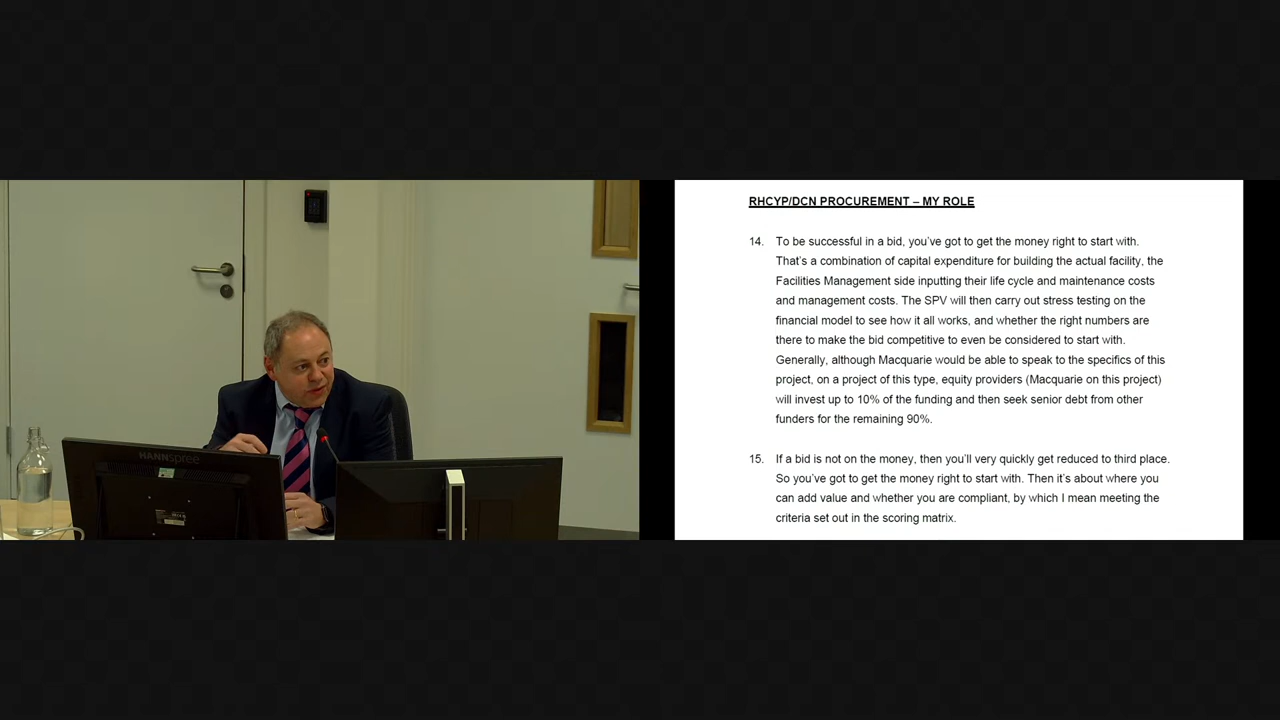 HANNspree
RHCYP/DCN PROCUREMENT – MY ROLE
14. To be successful in a bid, you've got to get the money right to start with.
That's a combination of capital expenditure for building the actual facility, the
Facilities Management side inputting their life cycle and maintenance costs
and management costs. The SPV will then carry out stress testing on the
financial model to see how it all works, and whether the right numbers are
there to make the bid competitive to even be considered to start with.
Generally, although Macquarie would be able to speak to the specifics of this
project, on a project of this type, equity providers (Macquarie on this project)
will invest up to 10% of the funding and then seek senior debt from other
funders for the remaining 90%.
15. If a bid is not on the money, then you'll very quickly get reduced to third place.
So you've got to get the money right to start with. Then it's about where you
can add value and whether you are compliant, by which I mean meeting the
criteria set out in the scoring matrix.